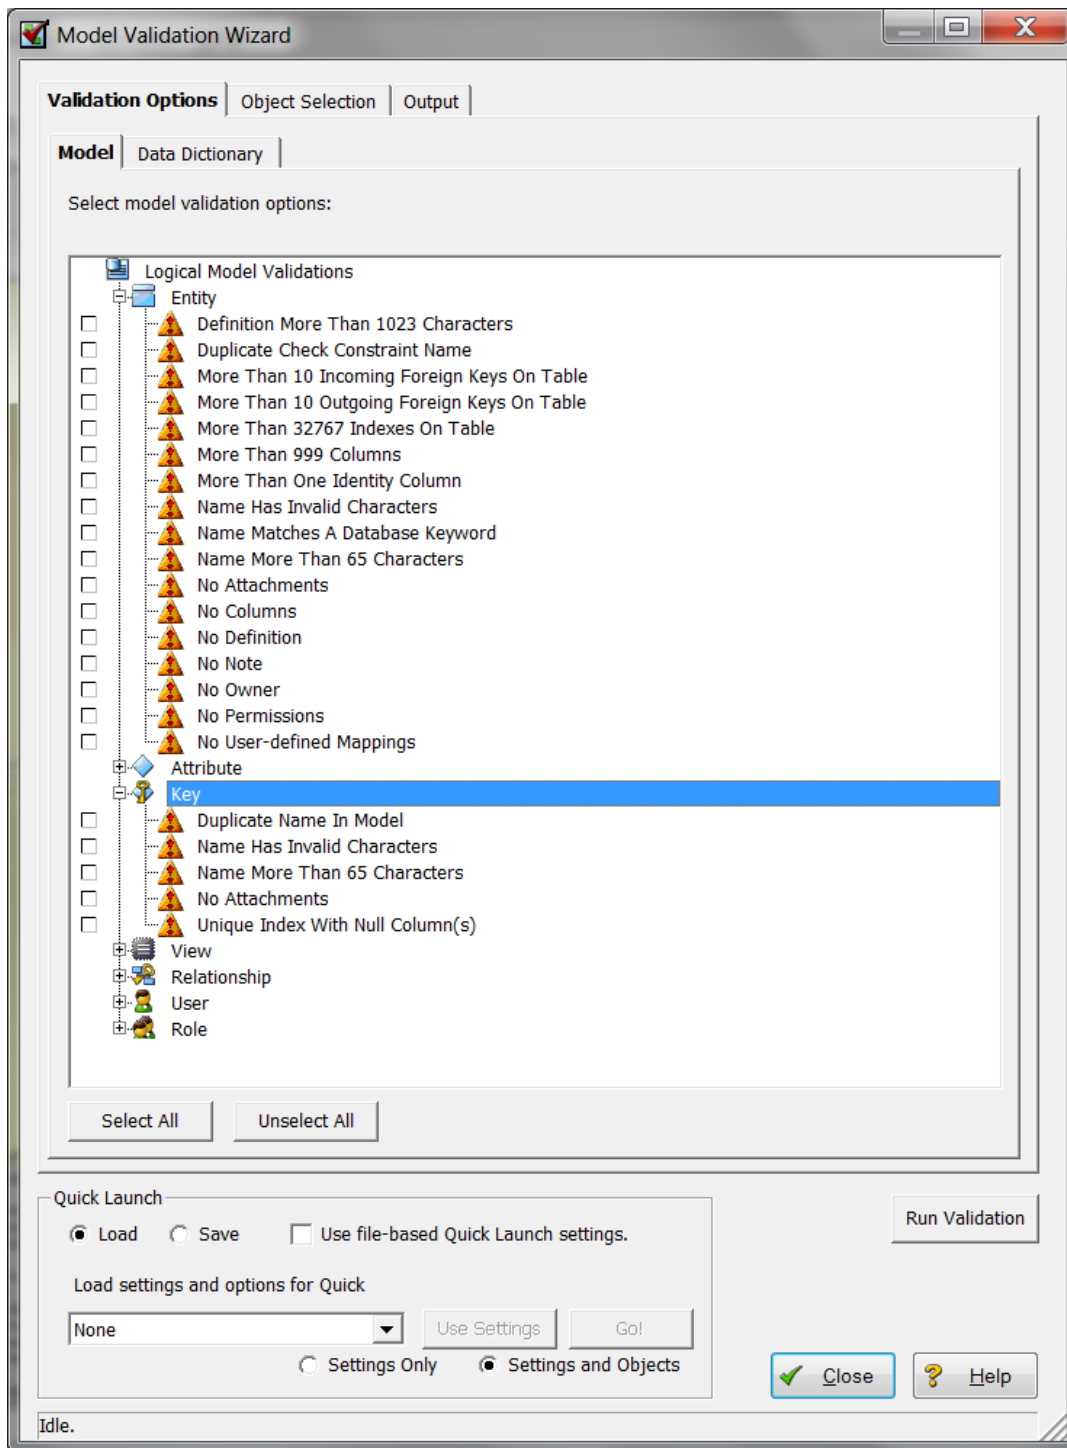 Model Validation Wizard
Validation Options Object Selection Output
Model Data Dictionary
Select model validation options:
Logical Model Validations
Entity
Definition More Than 1023 Characters
Duplicate Check Constraint Name
More Than 10 Incoming Foreign Keys On Table
More Than 10 Outgoing Foreign Keys On Table
More Than 32767 Indexes On Table
More Than 999 Columns
More Than One Identity Column
Name Has Invalid Characters
Name Matches A Database Keyword
Name More Than 65 Characters
No Attachments
No Columns
No Definition
No Note
No Owner
No Permissions
No User-defined Mappings
Attribute
Key
Duplicate Name In Model
Name Has Invalid Characters
Name More Than 65 Characters
No Attachments
Unique Index With Null Column(s)
View
Relationship
User
Role
Select All Unselect All
Quick Launch
Load Save Use file-based Quick Launch settings.
Run Validation
Load settings and options for Quick
None Use Settings Go!
Settings Only Settings and Objects
Close Help
Idle.